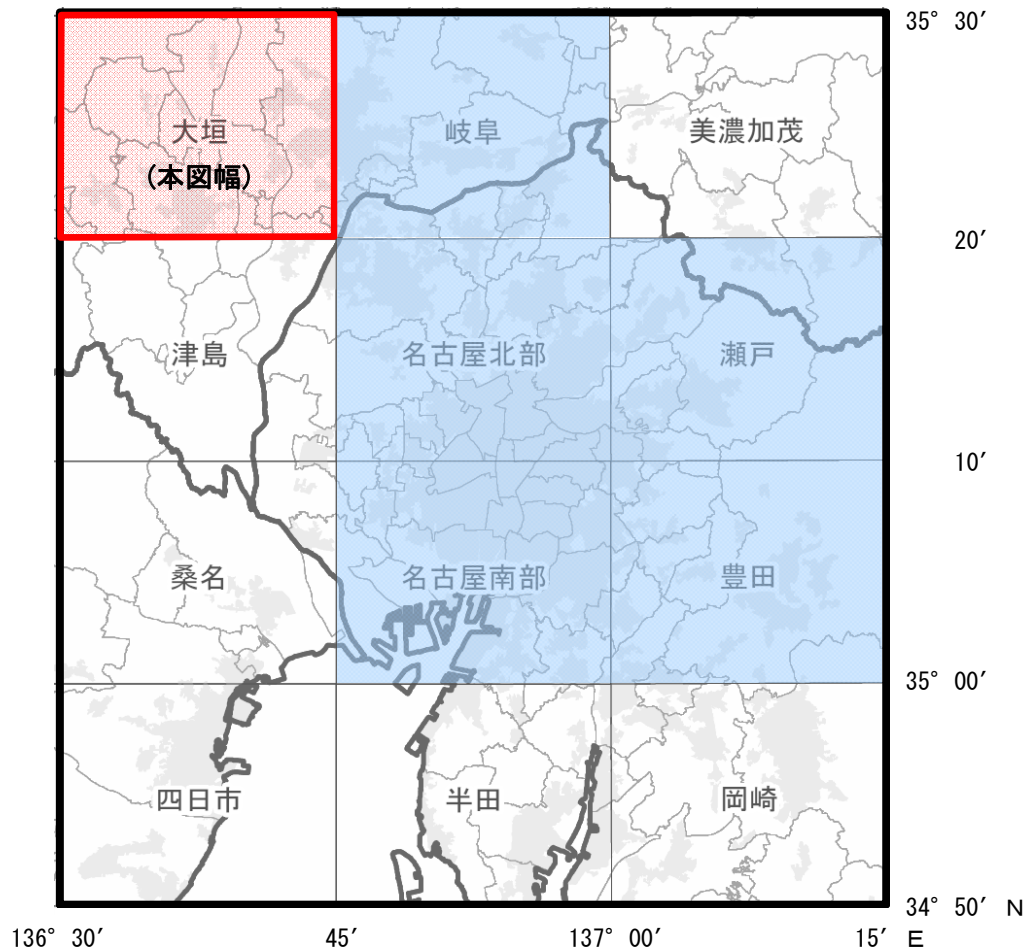 35° 30′
大垣
(本図幅)
岐阜
美濃加茂
20′
津島
名古屋北部
瀬戸
10′
桑名
名古屋南部
豊田
35° 00′
四日市
半田
岡崎
34° 50′ N
136° 30′ 45′ 137° 00′ 15′ E